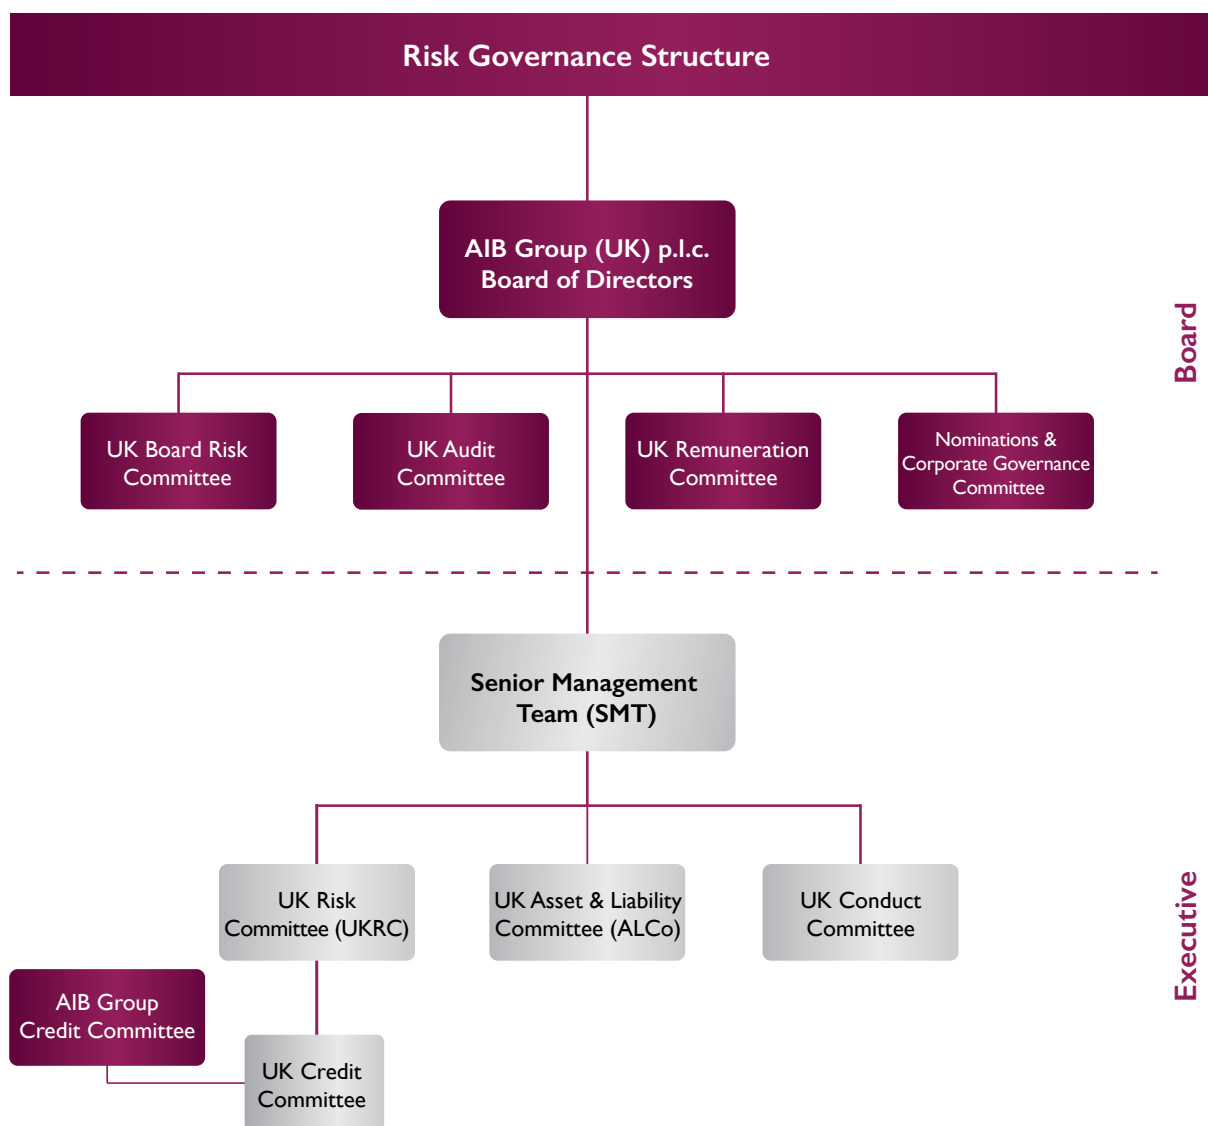 Risk Governance Structure
AIB Group (UK) p.l.c.
Board of Directors
Board
UK Board Risk
Committee
UK Audit
Committee
UK Remuneration
Committee
Nominations &
Corporate Governance
Committee
Senior Management
Team (SMT)
UK Risk
Committee (UKRC)
UK Asset & Liability
Committee (ALCo)
UK Conduct
Committee
Executive
AIB Group
Credit Committee
UK Credit
Committee